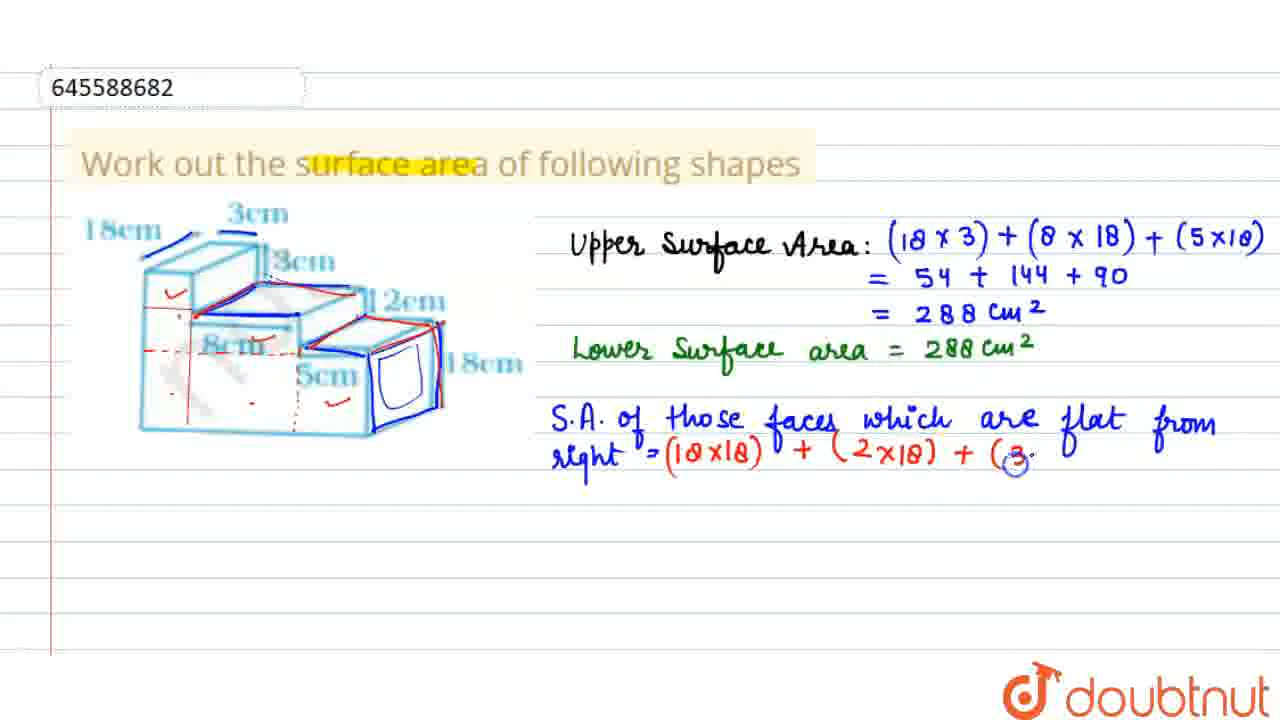 645588682
Work out the surface area of following shapes
3cm
18cm
3cm
12cm
8cm
5cm
18cm
Upper Surface Area: (18 × 3) + (8 × 18) + (5×18)
= 54 + 144 + 90
= 288 cm²
Lower Surface area = 288 cm²
S.A. of those faces which are flat from
right = (18×18) + (2×18) + (3.
doubtnut